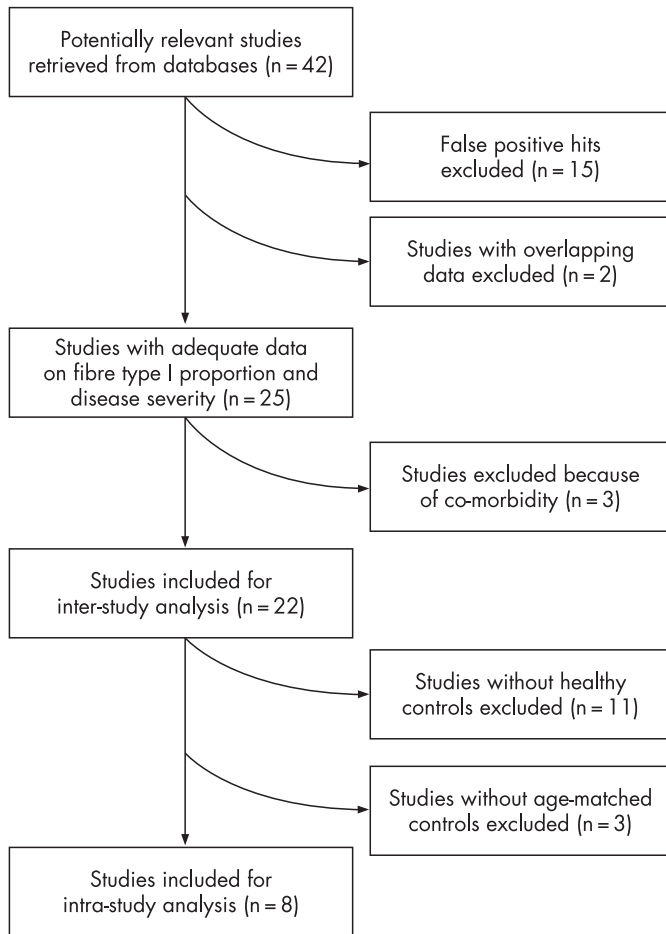 Potentially relevant studies
retrieved from databases (n = 42)
False positive hits
excluded (n = 15)
Studies with overlapping
data excluded (n = 2)
Studies with adequate data
on fibre type I proportion and
disease severity (n = 25)
Studies excluded because
of co-morbidity (n = 3)
Studies included for
inter-study analysis (n = 22)
Studies without healthy
controls excluded (n = 11)
Studies without age-matched
controls excluded (n = 3)
Studies included for
intra-study analysis (n = 8)